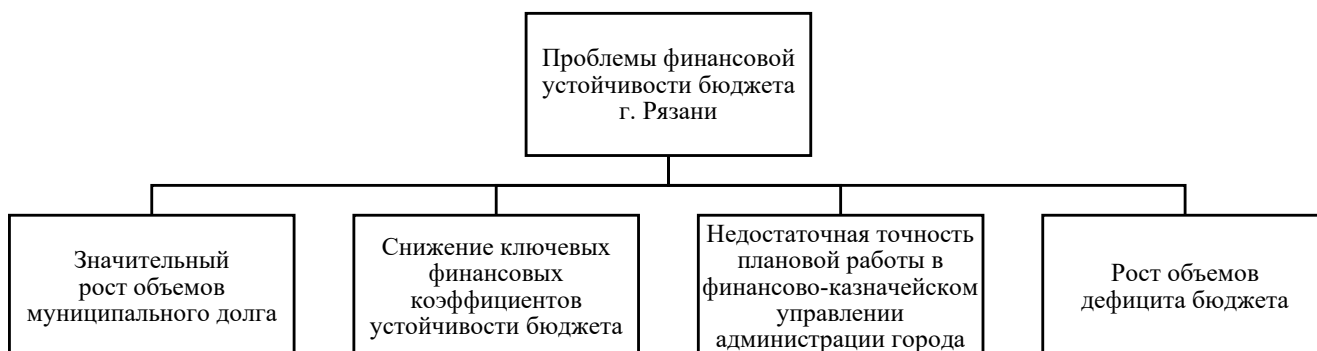 Проблемы финансовой
устойчивости бюджета
г. Рязани
Значительный
рост объемов
муниципального долга
Снижение ключевых
финансовых
коэффициентов
устойчивости бюджета
Недостаточная точность
плановой работы в
финансово-казначейском
управлении
администрации города
Рост объемов
дефицита бюджета